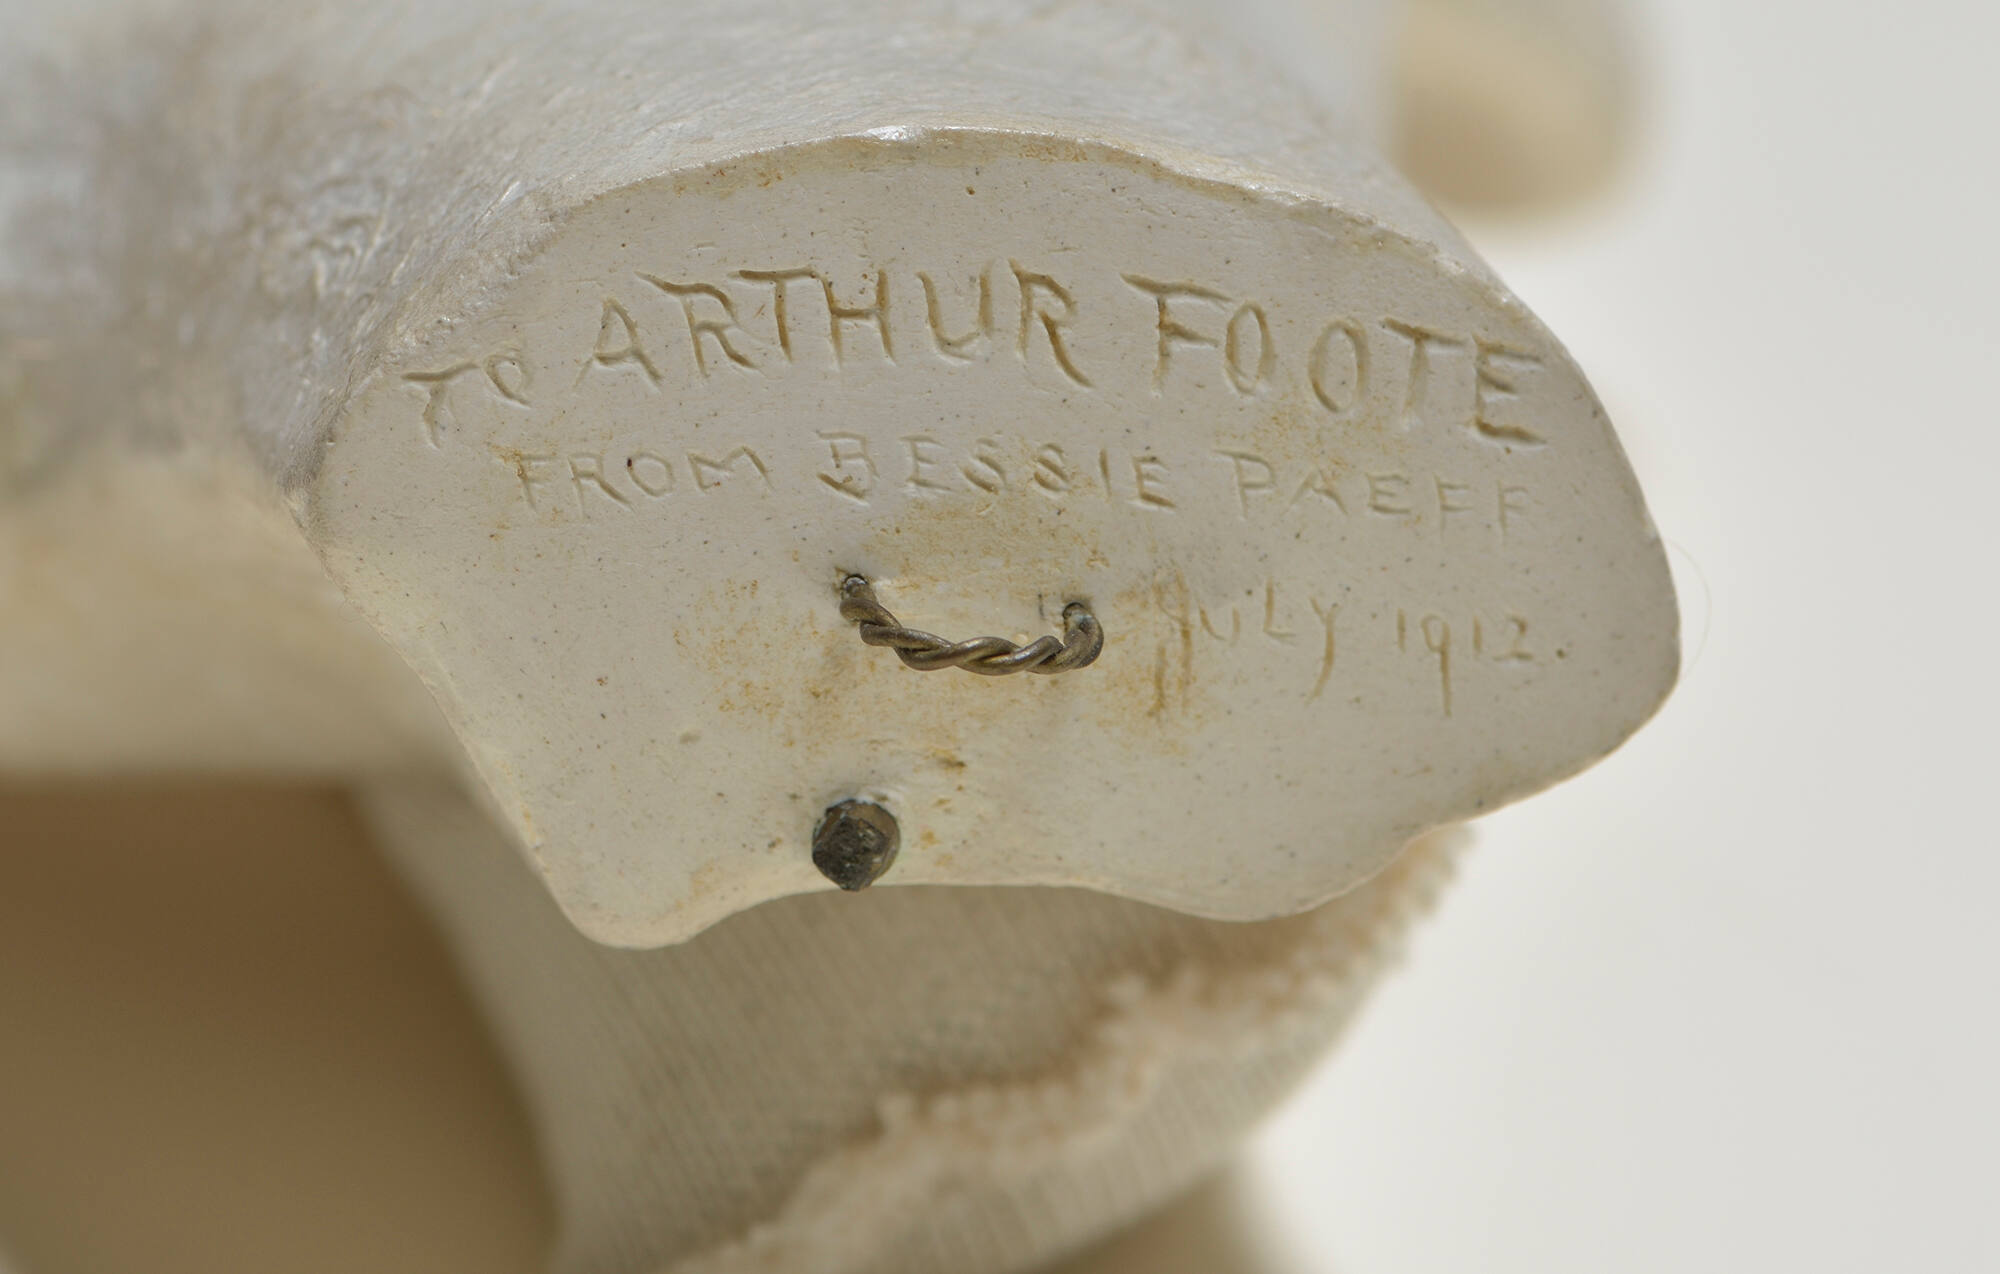 TO ARTHUR FOOTE
FROM BESSIE PAEFF
JULY 1912.